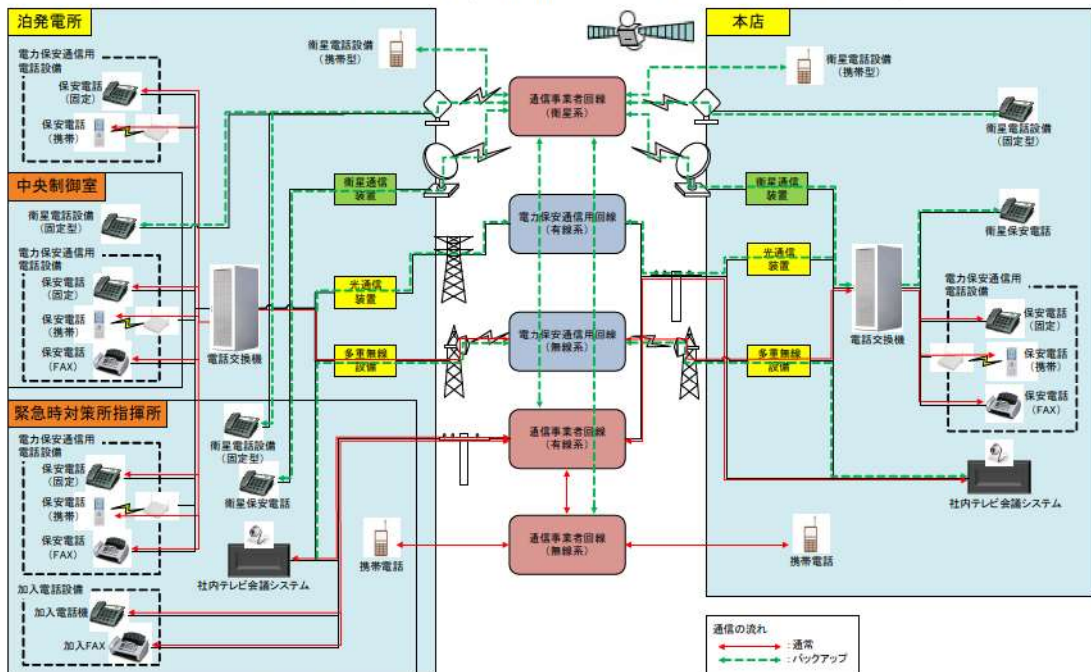 泊発電所
電力保安通信用
電話設備
保安電話
(固定)
保安電話
(携帯)
中央制御室
衛星電話設備
(固定型)
電力保安通信用
電話設備
保安電話
(固定)
保安電話
(携帯)
保安電話
(FAX)
電話交換機
緊急時対策所指揮所
電力保安通信用
電話設備
保安電話
(固定)
保安電話
(携帯)
保安電話
(FAX)
加入電話設備
加入電話機
加入FAX
衛星電話設備
(携帯型)
衛星通信
装置
光通信
装置
多重無線
設備
衛星電話設備
(固定型)
衛星保安電話
社内テレビ会議システム
携帯電話
通信事業者回線
(衛星系)
電力保安通信用回線
(有線系)
電力保安通信用回線
(無線系)
通信事業者回線
(有線系)
通信事業者回線
(無線系)
本店
衛星電話設備
(携帯型)
衛星電話設備
(固定型)
衛星通信
装置
衛星保安電話
光通信
装置
電話交換機
多重無線
設備
電力保安通信用
電話設備
保安電話
(固定)
保安電話
(携帯)
保安電話
(FAX)
社内テレビ会議システム
携帯電話
通信の流れ
:通常
:バックアップ